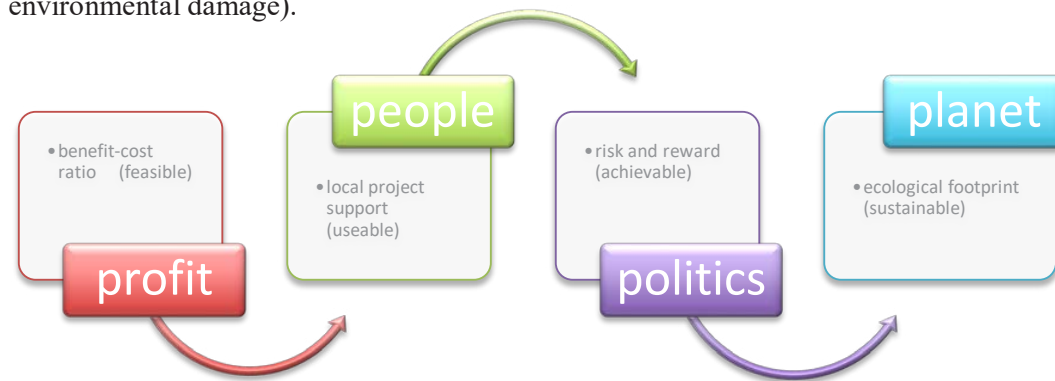 environmental damage).
• benefit-cost
ratio (feasible)
profit
people
• local project
support
(useable)
• risk and reward
(achievable)
politics
planet
• ecological footprint
(sustainable)